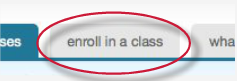 ses enroll in a class wha